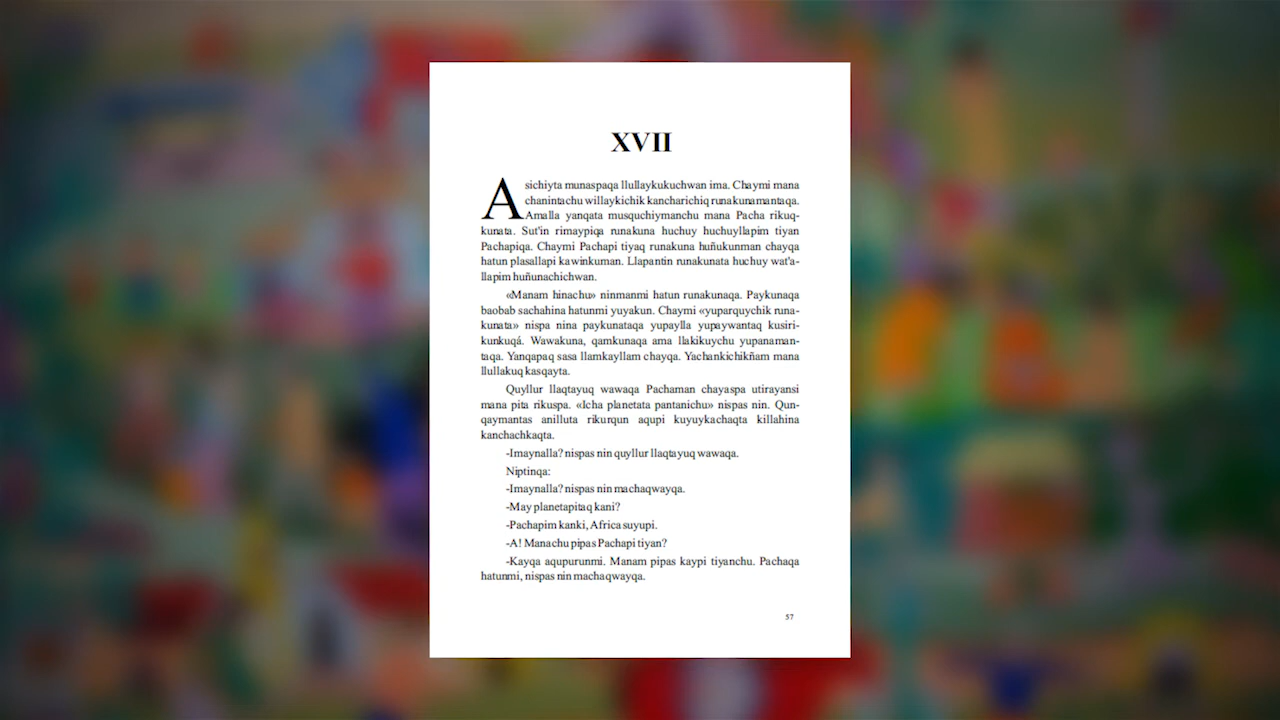 XVII
Asichiyta munaspaqa llullaykukuchwan ima. Chaymi mana
chanintachu willaykichik kancharichiq runakunamantaqa.
Amalla yanqata musquchiymanchu mana Pacha rikuq-
kunata. Sut'in rimaypiqa runakuna huchuy huchuyllapim tiyan
Pachapiqa. Chaymi Pachapi tiyaq runakuna huñukunman chayqa
hatun plasallapi kawinkuman. Llapantin runakunata huchuy wat'a-
llapim huñunachichwan.
«Manam hinachu» ninmanmi hatun runakunaqa. Paykunaqa
baobab sachahina hatunmi yuyakun. Chaymi «yuparquychik runa-
kunata» nispa nina paykunataqa yupaylla yupaywantaq kusiri-
kunkuqá. Wawakuna, qamkunaqa ama llakikuychu yupanaman-
taqa. Yanqapaq sasa llamkayllam chayqa. Yachankichikñam mana
llullakuq kasqayta.
Quyllur llaqtayuq wawaqa Pachaman chayaspa utirayansi
mana pita rikuspa. «Icha planetata pantanichu» nispas nin. Qun-
qaymantas anilluta rikurqun aqupi kuyuykachaqta killahina
kanchachkaqta.
-Imaynalla? nispas nin quyllur llaqtayuq wawaqa.
Niptinqa:
-Imaynalla? nispas nin machaqwayqa.
-May planetapitaq kani?
-Pachapim kanki, Africa suyupi.
-A! Manachu pipas Pachapi tiyan?
-Kayqa aqupurunmi. Manam pipas kaypi tiyanchu. Pachaqa
hatunmi, nispas nin machaqwayqa.
57